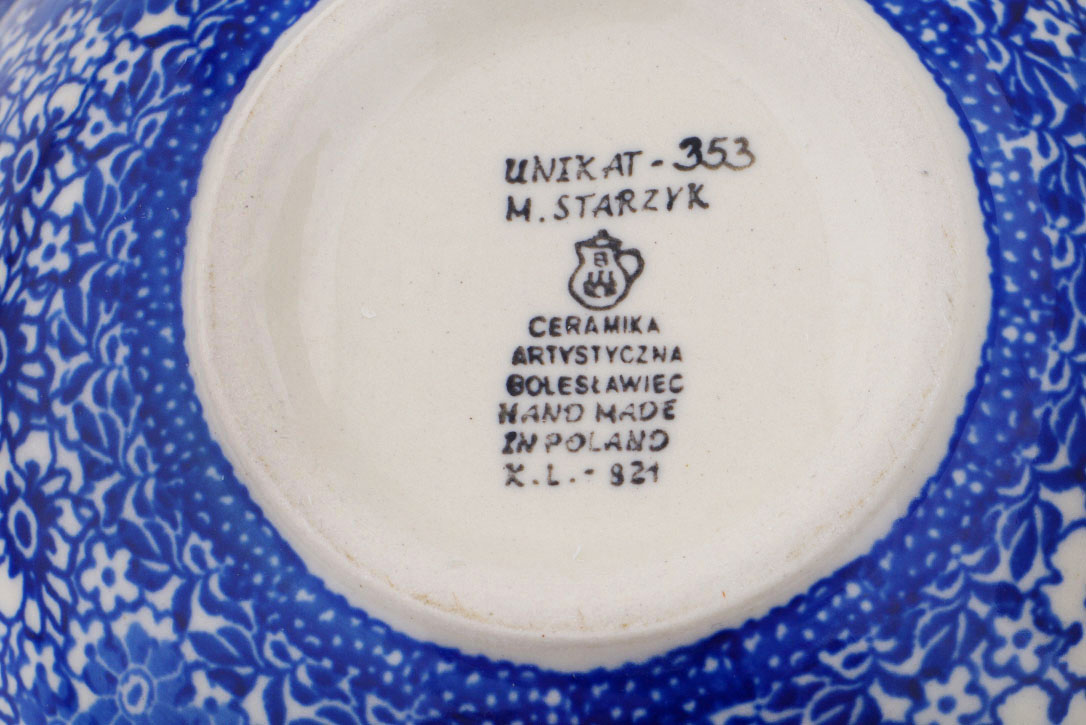 UNIKAT - 353
M. STARZYK
B
CERAMIKA
ARTYSTYCZNA
BOLESŁAWIEC
HAND MADE
IN POLAND
X.L. - 821